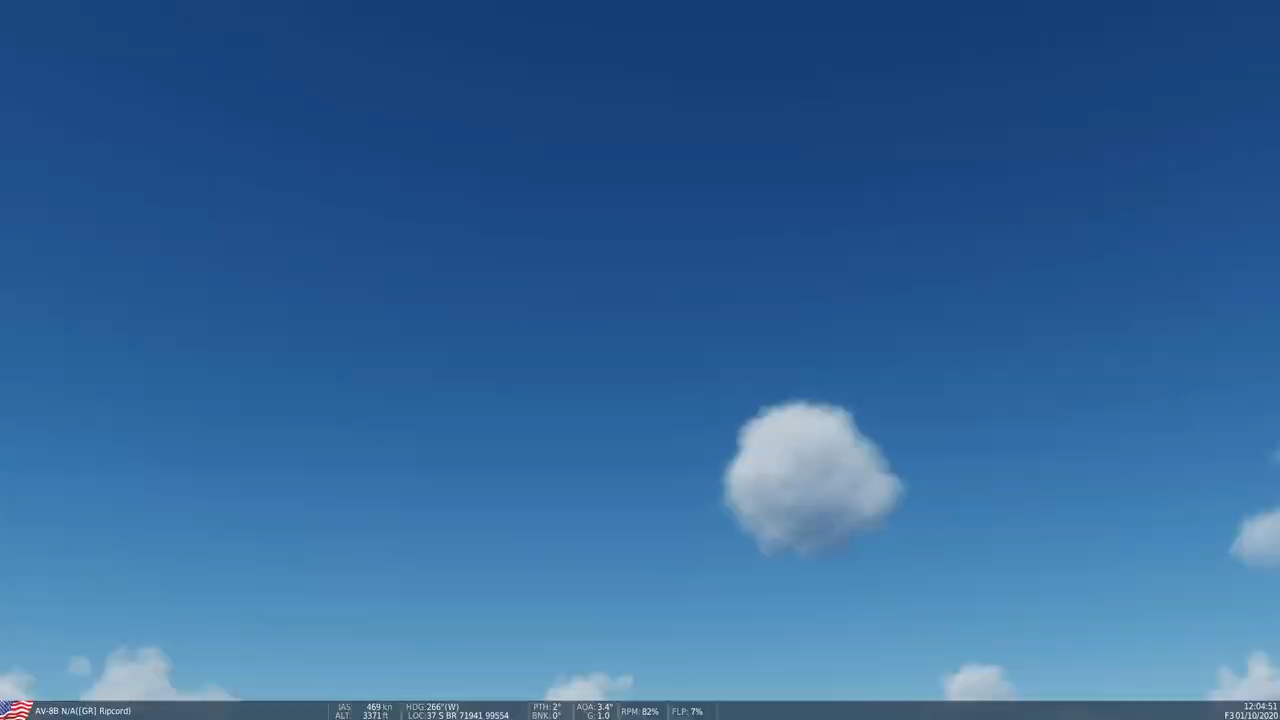 AV-8B N/A([GR] Ripcord)
IAS 469 kn
ALT. 3371 ft
HDG:266°(W)
LOC:37 S BR 71941 99554
PTH: 2°
BNK: 0°
AOA: 3.4°
G: 1.0
RPM: 82%
FLP: 7%
12:04:51
F3 01/10/2020